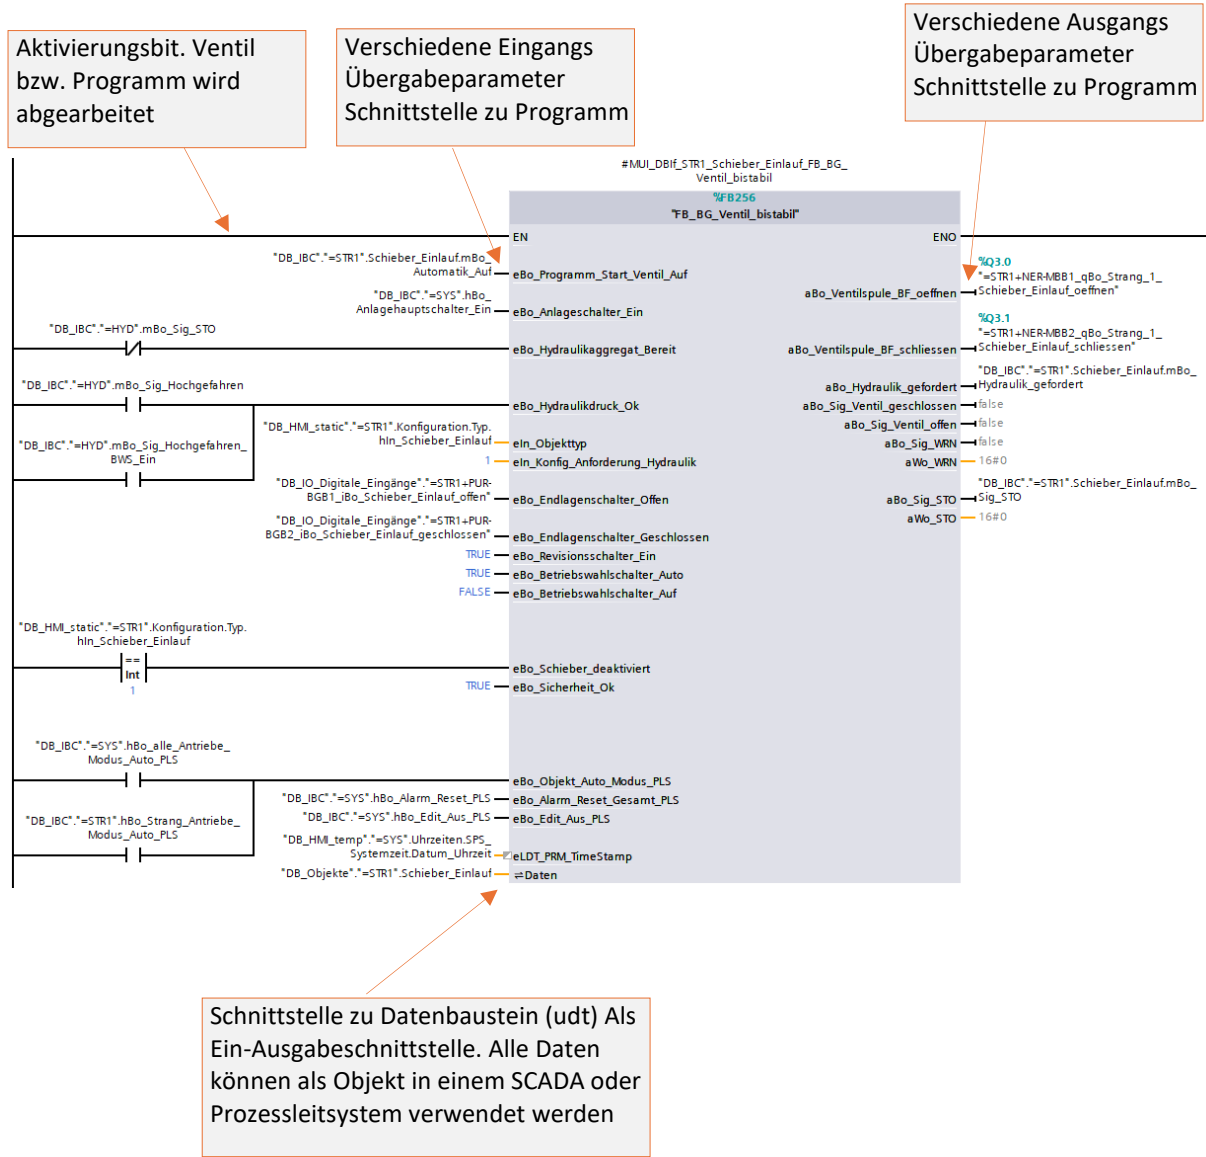 Aktivierungsbit. Ventil
bzw. Programm wird
abgearbeitet
Verschiedene Eingangs
Übergabeparameter
Schnittstelle zu Programm
Verschiedene Ausgangs
Übergabeparameter
Schnittstelle zu Programm
#MUI_DBIf_STR1_Schieber_Einlauf_FB_BG_
Ventil_bistabil
%FB256
"FB_BG_Ventil_bistabil"
EN
ENO
"DB_IBC"."=STR1".Schieber_Einlauf.mBo_
Automatik_Auf
eBo_Programm_Start_Ventil_Auf
"DB_IBC"."=SYS".hBo_
Anlagehauptschalter_Ein
eBo_Anlageschalter_Ein
"DB_IBC"."=HYD".mBo_Sig_STO
eBo_Hydraulikaggregat_Bereit
"DB_IBC"."=HYD".mBo_Sig_Hochgefahren
eBo_Hydraulikdruck_Ok
"DB_IBC"."=HYD".mBo_Sig_Hochgefahren_
BWS_Ein
"DB_HMI_static"."=STR1".Konfiguration.Typ.
hIn_Schieber_Einlauf
eIn_Objekttyp
1
eIn_Konfig_Anforderung_Hydraulik
"DB_IO_Digitale_Eingänge"."=STR1+PUR-
BGB1_iBo_Schieber_Einlauf_offen"
eBo_Endlagenschalter_Offen
"DB_IO_Digitale_Eingänge"."=STR1+PUR-
BGB2_iBo_Schieber_Einlauf_geschlossen"
eBo_Endlagenschalter_Geschlossen
TRUE
eBo_Revisionsschalter_Ein
TRUE
eBo_Betriebswahlschalter_Auto
FALSE
eBo_Betriebswahlschalter_Auf
"DB_HMI_static"."=STR1".Konfiguration.Typ.
hIn_Schieber_Einlauf
==
Int
1
eBo_Schieber_deaktiviert
TRUE
eBo_Sicherheit_Ok
"DB_IBC"."=SYS".hBo_alle_Antriebe_
Modus_Auto_PLS
eBo_Objekt_Auto_Modus_PLS
"DB_IBC"."=STR1".hBo_Strang_Antriebe_
Modus_Auto_PLS
"DB_IBC"."=SYS".hBo_Alarm_Reset_PLS
eBo_Alarm_Reset_Gesamt_PLS
"DB_IBC"."=SYS".hBo_Edit_Aus_PLS
eBo_Edit_Aus_PLS
"DB_HMI_temp"."=SYS".Uhrzeiten.SPS_
Systemzeit.Datum_Uhrzeit
eLDT_PRM_TimeStamp
"DB_Objekte"."=STR1".Schieber_Einlauf
⇌Daten
%Q3.0
"=STR1+NER-MBB1_qBo_Strang_1_
Schieber_Einlauf_oeffnen"
aBo_Ventilspule_BF_oeffnen
%Q3.1
"=STR1+NER-MBB2_qBo_Strang_1_
Schieber_Einlauf_schliessen"
aBo_Ventilspule_BF_schliessen
"DB_IBC"."=STR1".Schieber_Einlauf.mBo_
Hydraulik_gefordert
aBo_Hydraulik_gefordert
aBo_Sig_Ventil_geschlossen
false
aBo_Sig_Ventil_offen
false
aBo_Sig_WRN
false
aWo_WRN
16#0
"DB_IBC"."=STR1".Schieber_Einlauf.mBo_
Sig_STO
aBo_Sig_STO
aWo_STO
16#0
Schnittstelle zu Datenbaustein (udt) Als
Ein-Ausgabeschnittstelle. Alle Daten
können als Objekt in einem SCADA oder
Prozessleitsystem verwendet werden